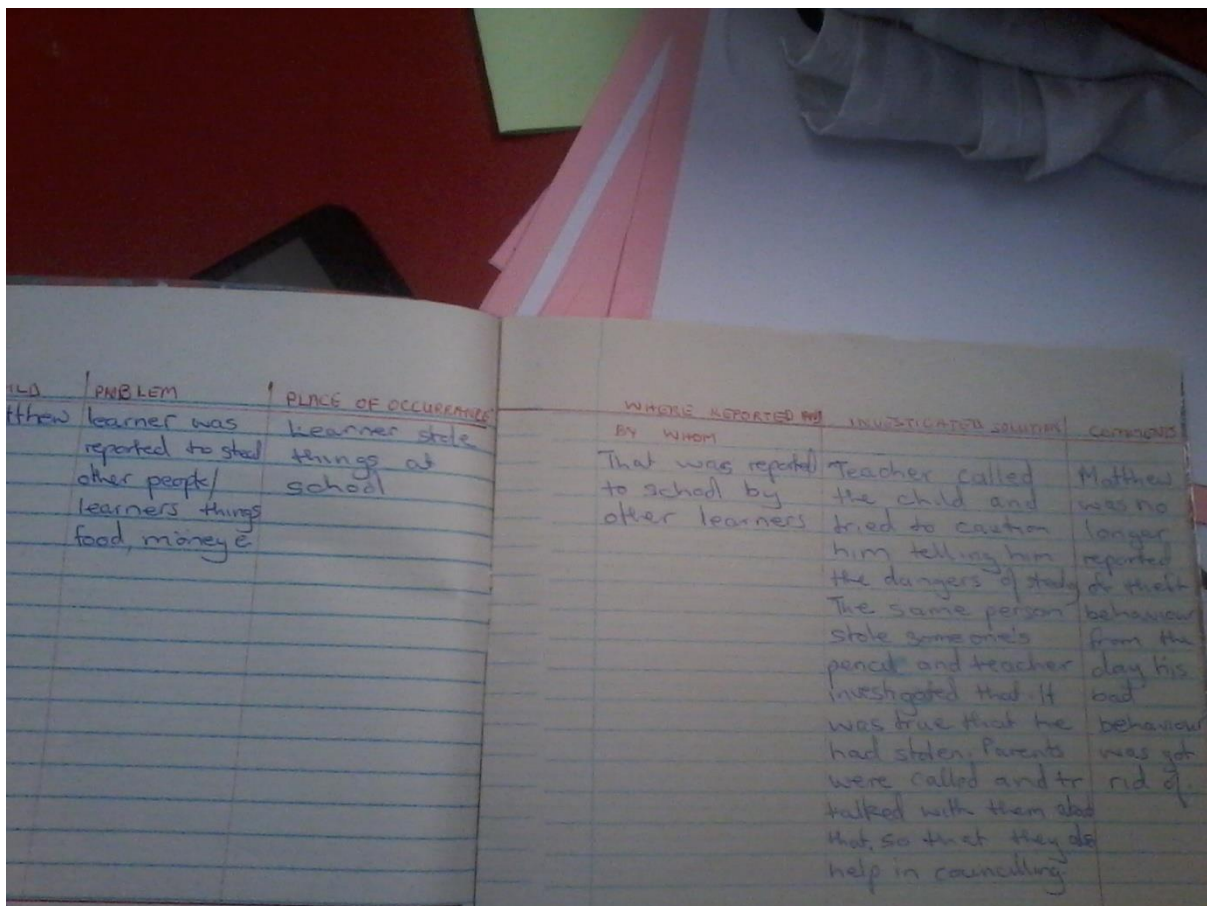 ILD
tthew
PROBLEM
learner was
reported to steal
other people/
learners things
food, money e
PLACE OF OCCURRANCE
Learner stole
things at
school
WHERE REPORTED AND
BY WHOM
That was reported
to school by
other learners
INVESTIGATED SOLUTION
Teacher called
the child and
tried to caution
him telling him
the dangers of
The same person
stole someone's
pencil and teacher
investigated that. It
was true that he
had stolen. Parents
were called and tr
talked with them
that, so that they also
help in councilling
COMMENTS
Matthew
was no
longer
reported
of theft
behaviour
from the
day his
bad
behaviour
was got
rid of.